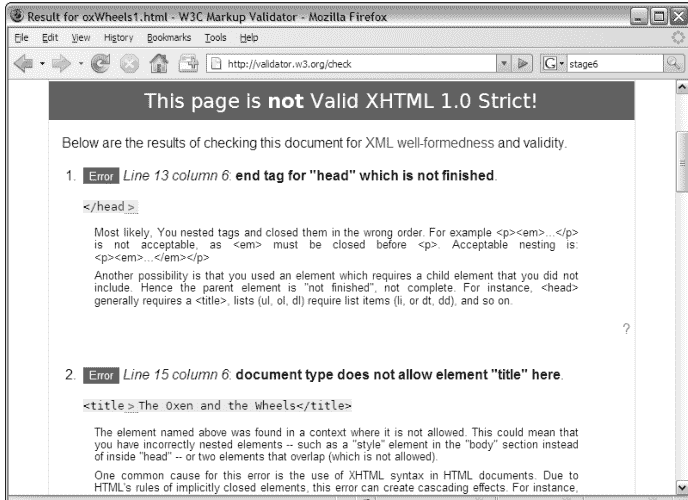 Result for oxWheels1.html - W3C Markup Validator - Mozilla Firefox
File Edit View History Bookmarks Tools Help
http://validator.w3.org/check
G stage6
This page is not Valid XHTML 1.0 Strict!
Below are the results of checking this document for XML well-formedness and validity.
1. Error Line 13 column 6: end tag for "head" which is not finished.
</head>
Most likely, You nested tags and closed them in the wrong order. For example <p><em>...</p>
is not acceptable, as <em> must be closed before <p>. Acceptable nesting is:
<p><em>...</em></p>
Another possibility is that you used an element which requires a child element that you did not
include. Hence the parent element is "not finished", not complete. For instance, <head>
generally requires a <title>, lists (ul, ol, dl) require list items (li, or dt, dd), and so on.
?
2. Error Line 15 column 6: document type does not allow element "title" here.
<title>The Oxen and the Wheels</title>
The element named above was found in a context where it is not allowed. This could mean that
you have incorrectly nested elements -- such as a "style" element in the "body" section instead
of inside "head" -- or two elements that overlap (which is not allowed).
One common cause for this error is the use of XHTML syntax in HTML documents. Due to
HTML's rules of implicitly closed elements, this error can create cascading effects. For instance,